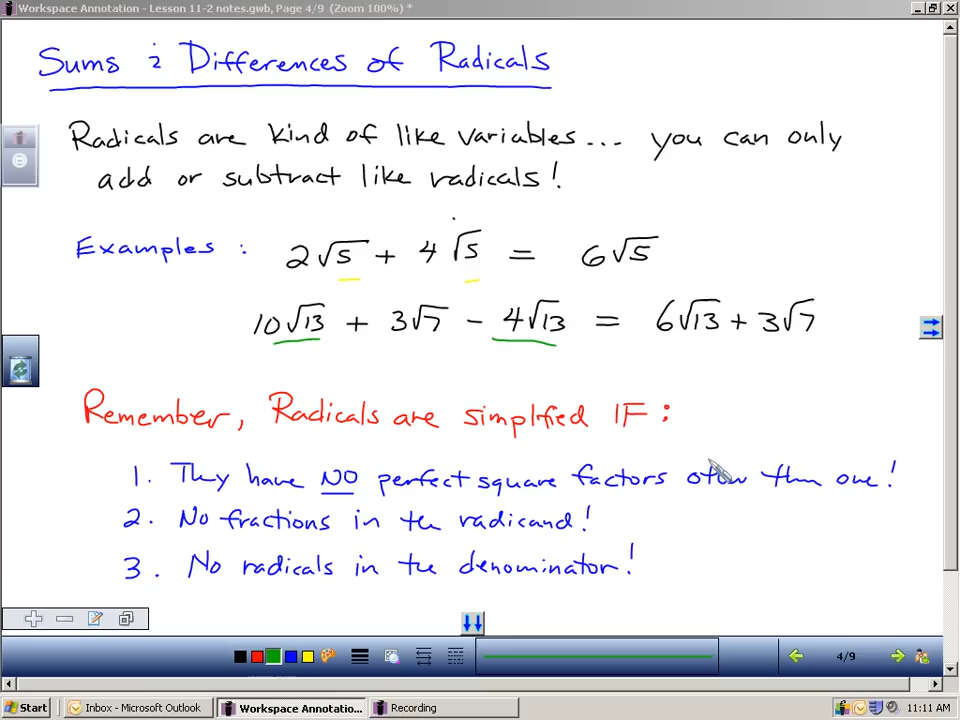 Workspace Annotation - Lesson 11-2 notes.gwb, Page 4/9 (Zoom 100%) *
Sums & Differences of Radicals
Radicals are kind of like variables... you can only
add or subtract like radicals!
Examples : 2√5 + 4√5 = 6√5
10√13 + 3√7 - 4√13 = 6√13 + 3√7
Remember, Radicals are simplified IF :
1. They have NO perfect square factors other than one!
2. No fractions in the radicand!
3. No radicals in the denominator!
4/9
Start
Inbox - Microsoft Outlook
Workspace Annotatio...
Recording
11:11 AM